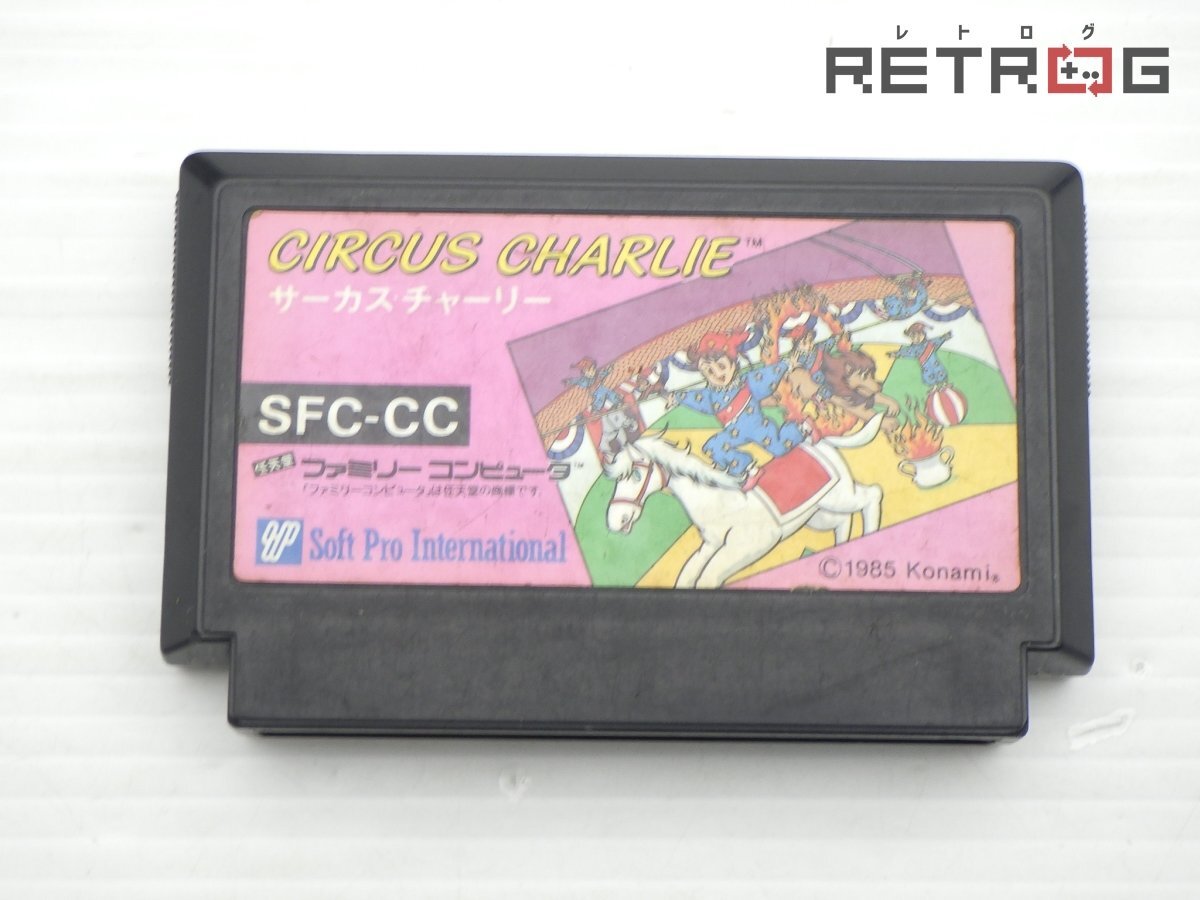 レトログ
RETROG
CIRCUS CHARLIE™
サーカスチャーリー
SFC-CC
任天堂 ファミリーコンピュータ™
「ファミリーコンピュータ」は任天堂の商標です。
Soft Pro International
©1985 Konami®